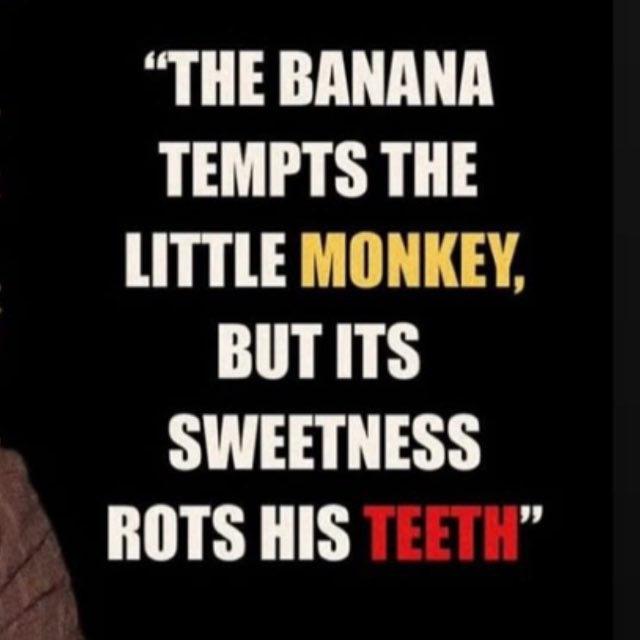 “THE BANANA
TEMPTS THE
LITTLE MONKEY,
BUT ITS
SWEETNESS
ROTS HIS TEETH”